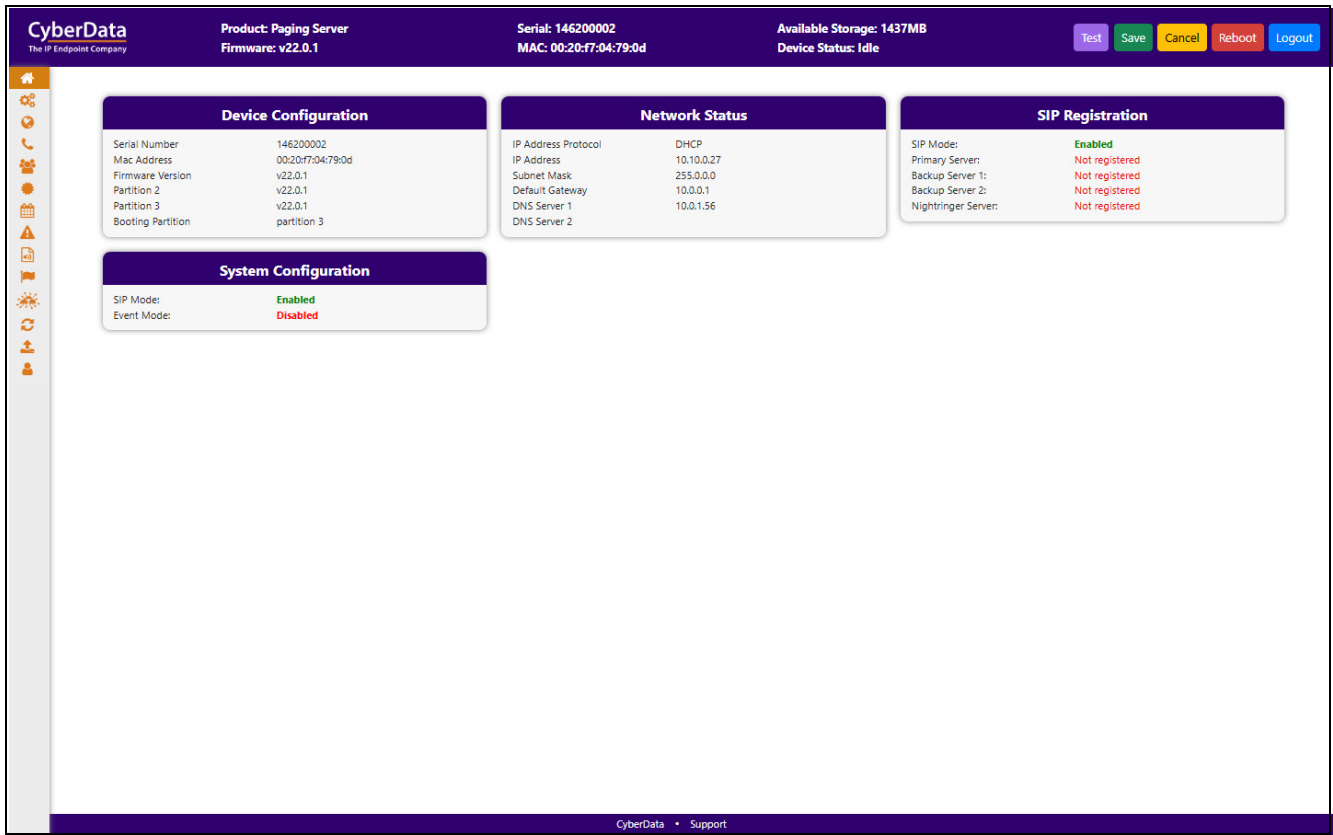 CyberData
The IP Endpoint Company
Product: Paging Server
Firmware: v22.0.1
Serial: 146200002
MAC: 00:20:f7:04:79:0d
Available Storage: 1437MB
Device Status: Idle
Test Save Cancel Reboot Logout
Device Configuration
Serial Number 146200002
Mac Address 00:20:f7:04:79:0d
Firmware Version v22.0.1
Partition 2 v22.0.1
Partition 3 v22.0.1
Booting Partition partition 3
Network Status
IP Address Protocol DHCP
IP Address 10.10.0.27
Subnet Mask 255.0.0.0
Default Gateway 10.0.0.1
DNS Server 1 10.0.1.56
DNS Server 2
SIP Registration
SIP Mode: Enabled
Primary Server: Not registered
Backup Server 1: Not registered
Backup Server 2: Not registered
Nightringer Server: Not registered
System Configuration
SIP Mode: Enabled
Event Mode: Disabled
CyberData • Support